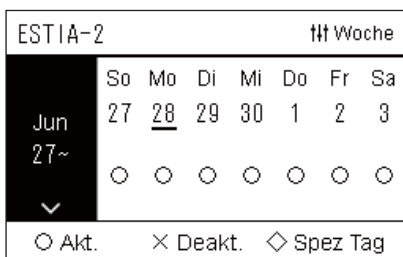 ESTIA-2 Woche
So Mo Di Mi Do Fr Sa
Jun 27~
27 28 29 30 1 2 3
○ ○ ○ ○ ○ ○ ○
○ Akt. × Deakt. ◇ Spez Tag